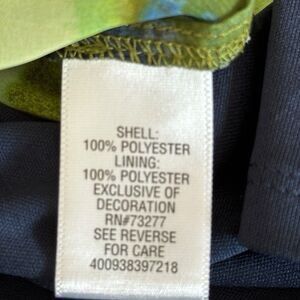 SHELL:
100% POLYESTER
LINING:
100% POLYESTER
EXCLUSIVE OF
DECORATION
RN#73277
SEE REVERSE
FOR CARE
400938397218